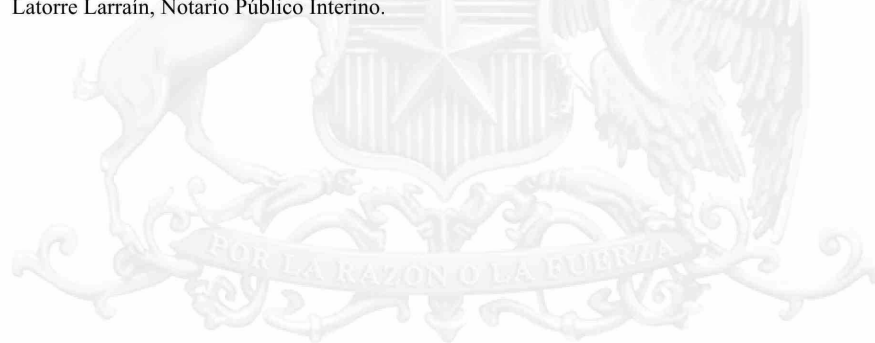 Latorre Larraín, Notario Público Interino.
POR LA RAZON O LA FUERZA